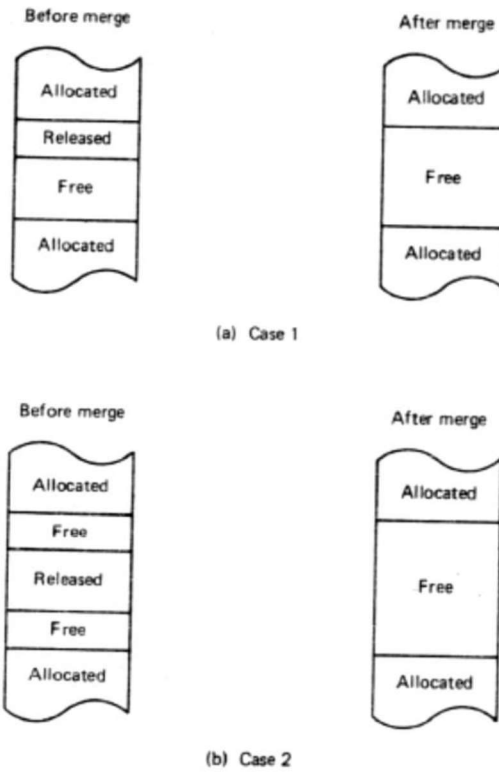 Before merge
After merge
Allocated
Released
Free
Allocated
Allocated
Free
Allocated
(a) Case 1
Before merge
After merge
Allocated
Free
Released
Free
Allocated
Allocated
Free
Allocated
(b) Case 2